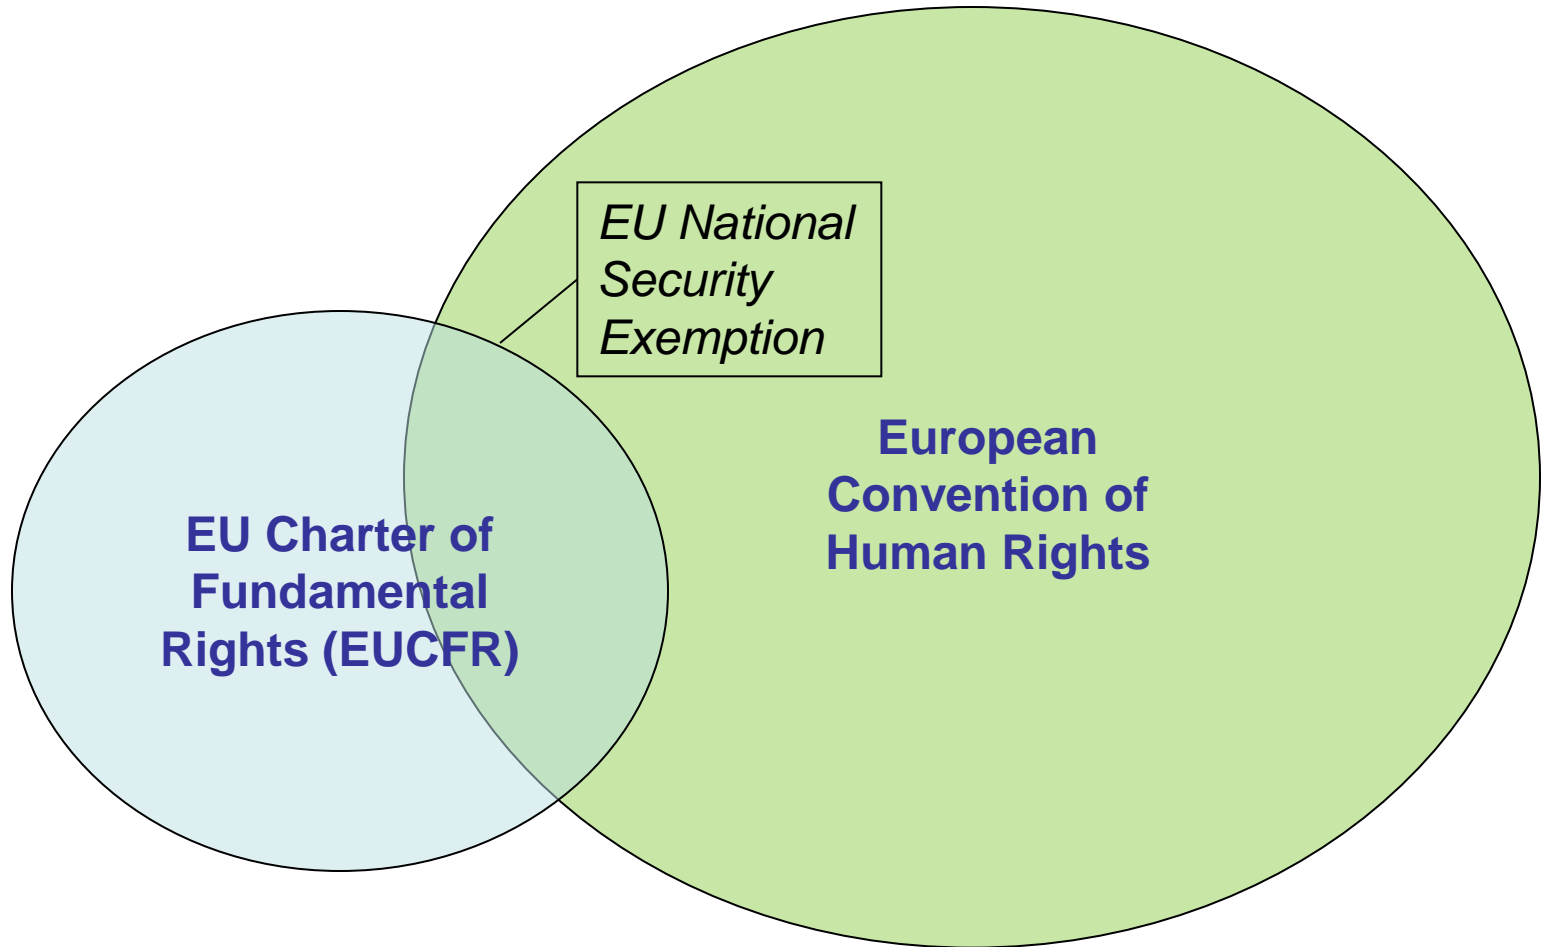 EU National
Security
Exemption
European
Convention of
Human Rights
EU Charter of
Fundamental
Rights (EUCFR)